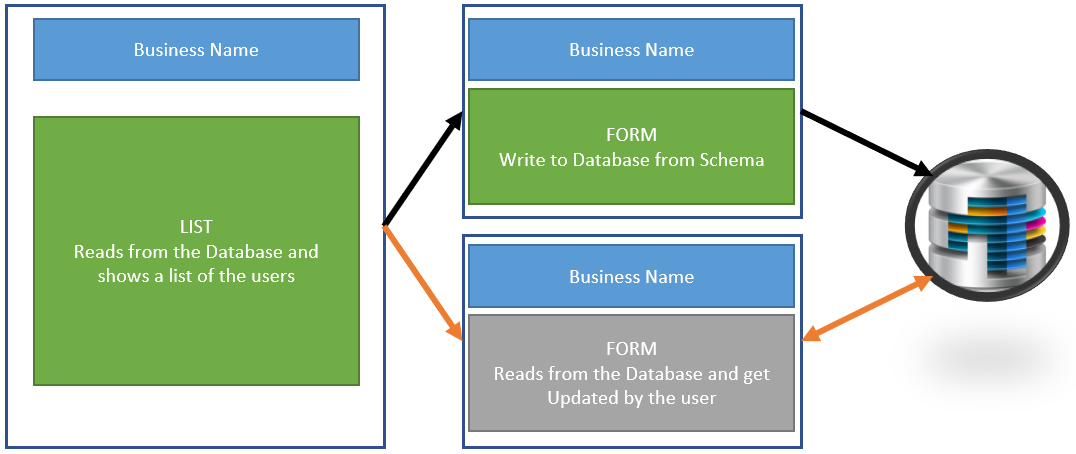 Business Name
LIST
Reads from the Database and
shows a list of the users
Business Name
FORM
Write to Database from Schema
Business Name
FORM
Reads from the Database and get
Updated by the user